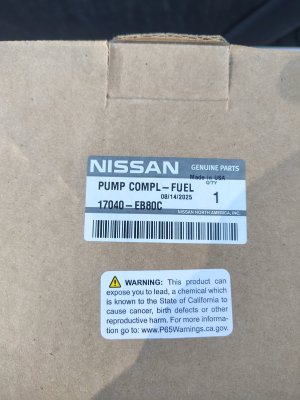 NISSAN GENUINE PARTS
Made in USA
PUMP COMPL-FUEL Q'TY
08/14/2025 1
17040-EB80C
NISSAN NORTH AMERICA, INC.
WARNING: This product can
expose you to lead, a chemical which
is known to the State of California to
cause cancer, birth defects or other
reproductive harm. For more informa-
tion go to: www.P65Warnings.ca.gov.